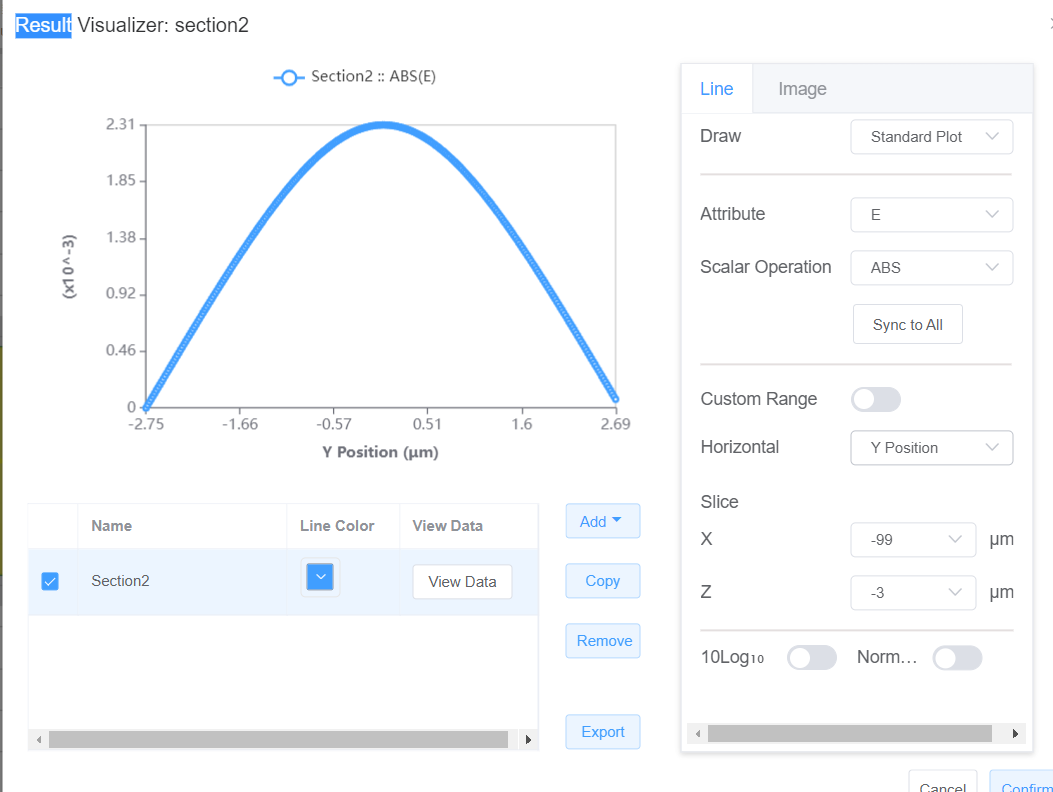 Result Visualizer: section2
Section2 :: ABS(E)
2.31
1.85
1.38
0.92
0.46
0
(x10^-3)
-2.75 -1.66 -0.57 0.51 1.6 2.69
Y Position (μm)
Name Line Color View Data
Section2 View Data
Add
Copy
Remove
Export
Line Image
Draw Standard Plot
Attribute E
Scalar Operation ABS
Sync to All
Custom Range
Horizontal Y Position
Slice
X -99 μm
Z -3 μm
10Log10 Norm...
Cancel Confirm